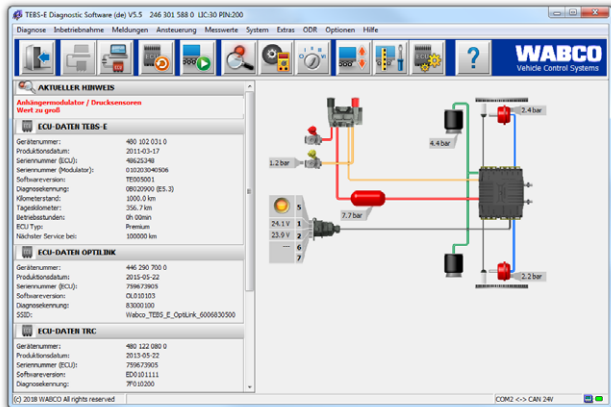 TEBS-E Diagnostic Software (de) V5.5 246 301 588 0 LIC:30 PIN:200
Diagnose Inbetriebnahme Meldungen Ansteuerung Messwerte System Extras ODR Optionen Hilfe
WABCO
Vehicle Control Systems
AKTUELLER HINWEIS
Anhängermodulator / Drucksensoren
Wert zu groß
ECU-DATEN TEBS-E
Gerätenummer: 480 102 031 0
Produktionsdatum: 2011-03-17
Seriennummer (ECU): 48625348
Seriennummer (Modulator): 010203040506
Softwareversion: TE005001
Diagnosekennung: 08020900 (E5.3)
Kilometerstand: 1000.0 km
Tageskilometer: 356.7 km
Betriebsstunden: 0h 00min
ECU Typ: Premium
Nächster Service bei: 100000 km
ECU-DATEN OPTILINK
Gerätenummer: 446 290 700 0
Produktionsdatum: 2015-05-22
Seriennummer (ECU): 759673905
Softwareversion: OL010103
Diagnosekennung: 83000100
SSID: Wabco_TEBS_E_OptiLink_6006830500
ECU-DATEN TRC
Gerätenummer: 480 122 080 0
Produktionsdatum: 2013-05-22
Seriennummer (ECU): 759673905
Softwareversion: ED0101111
Diagnosekennung: 7F010200
2.4 bar
4.4 bar
1.2 bar
7.7 bar
5
24.1 V 1
23.9 V 2
— 6
7
2.2 bar
(c) 2018 WABCO All rights reserved
COM2 <-> CAN 24V